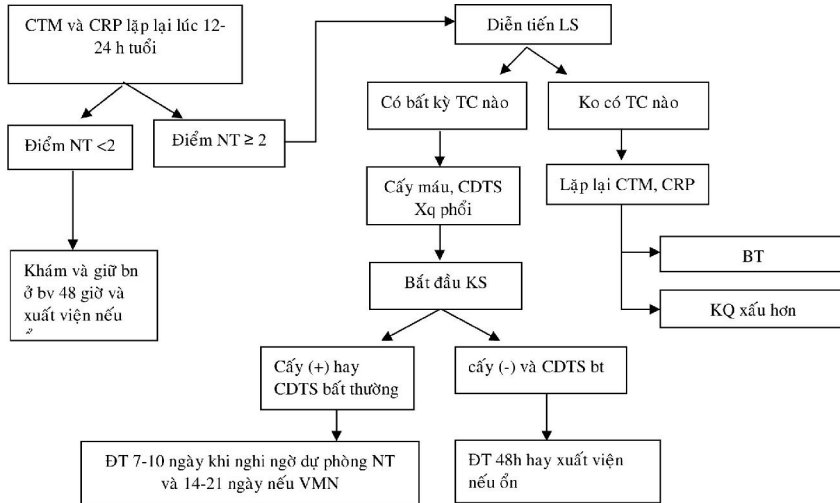 CTM và CRP lặp lại lúc 12-
24 h tuổi
Diễn tiến LS
Có bất kỳ TC nào
Ko có TC nào
Điểm NT <2
Điểm NT ≥ 2
Cấy máu, CDTS
Xq phổi
Lặp lại CTM, CRP
Khám và giữ bn
ở bv 48 giờ và
xuất viện nếu
BT
Bắt đầu KS
KQ xấu hơn
Cấy (+) hay
CDTS bất thường
cấy (-) và CDTS bt
ĐT 7-10 ngày khi nghi ngờ dự phòng NT
và 14-21 ngày nếu VMN
ĐT 48h hay xuất viện
nếu ổn